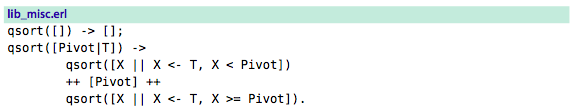 lib_misc.erl
qsort([]) -> [];
qsort([Pivot|T]) ->
qsort([X || X <- T, X < Pivot])
++ [Pivot] ++
qsort([X || X <- T, X >= Pivot]).